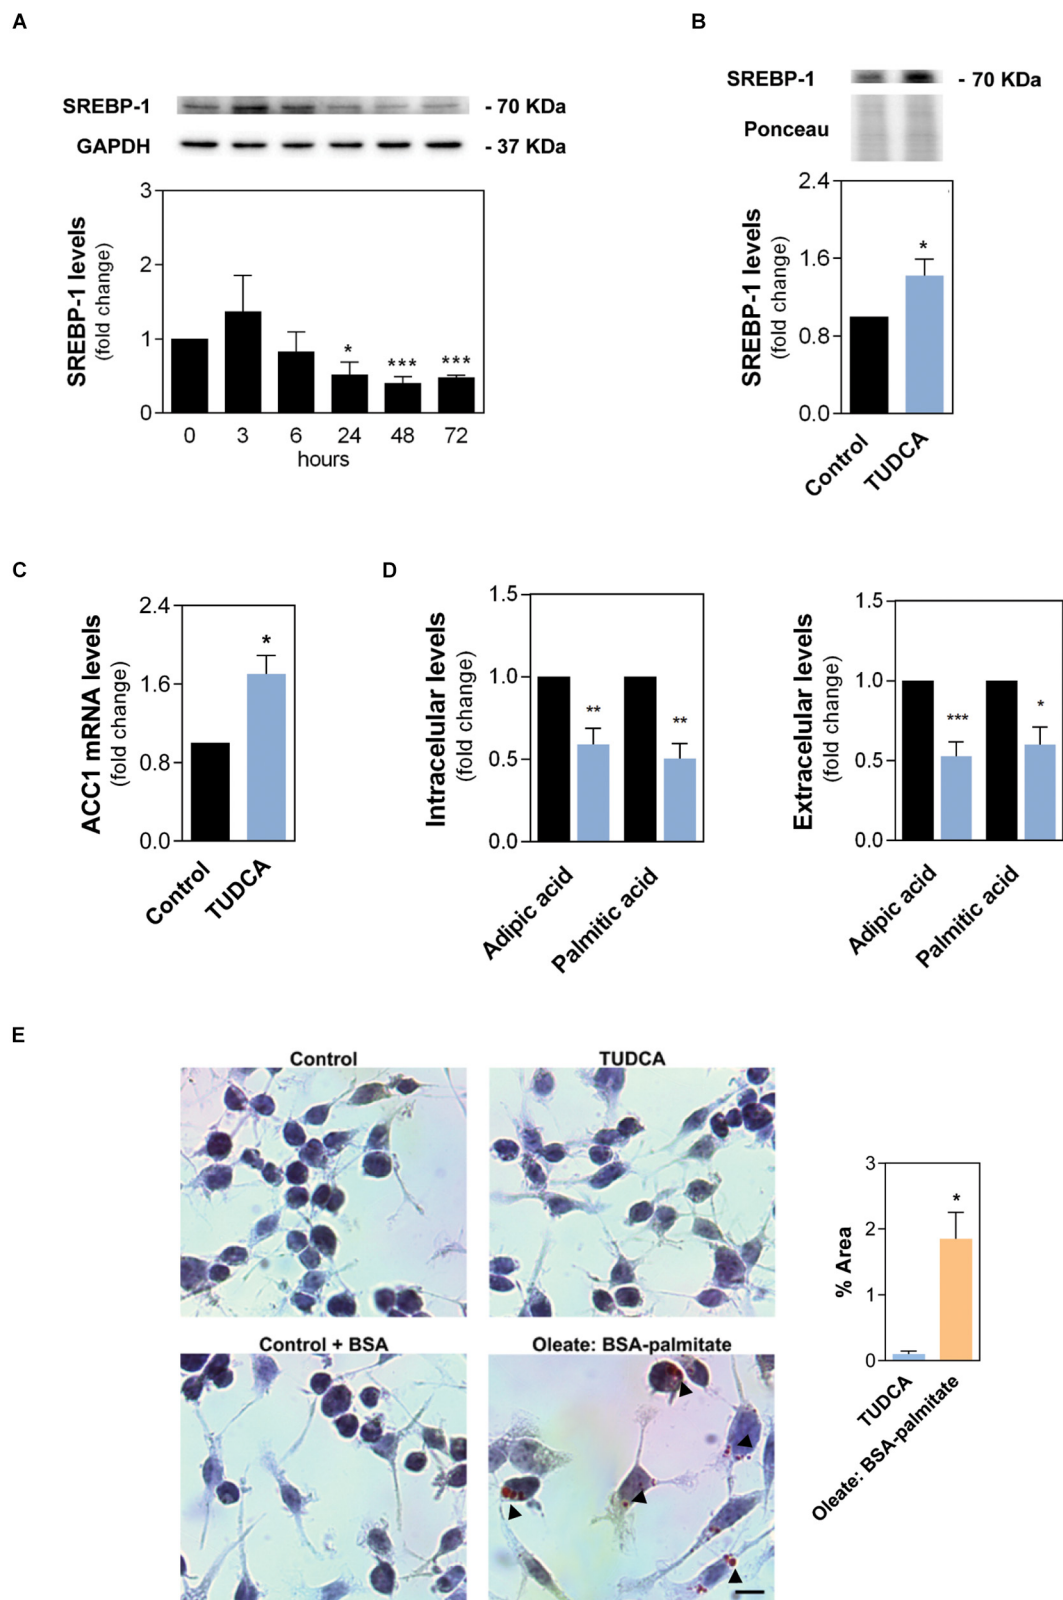 A
SREBP-1
- 70 KDa
GAPDH
- 37 KDa
SREBP-1 levels
(fold change)
3
2
1
0
*
***
***
0 3 6 24 48 72
hours
B
SREBP-1
- 70 KDa
Ponceau
SREBP-1 levels
(fold change)
2.4
1.6
0.8
0.0
*
Control
TUDCA
C
ACC1 mRNA levels
(fold change)
2.4
1.6
0.8
0.0
*
Control
TUDCA
D
Intracelular levels
(fold change)
1.5
1.0
0.5
0.0
**
**
Adipic acid
Palmitic acid
Extracelular levels
(fold change)
1.5
1.0
0.5
0.0
***
*
Adipic acid
Palmitic acid
E
Control
TUDCA
Control + BSA
Oleate: BSA-palmitate
% Area
3
2
1
0
*
TUDCA
Oleate: BSA-palmitate